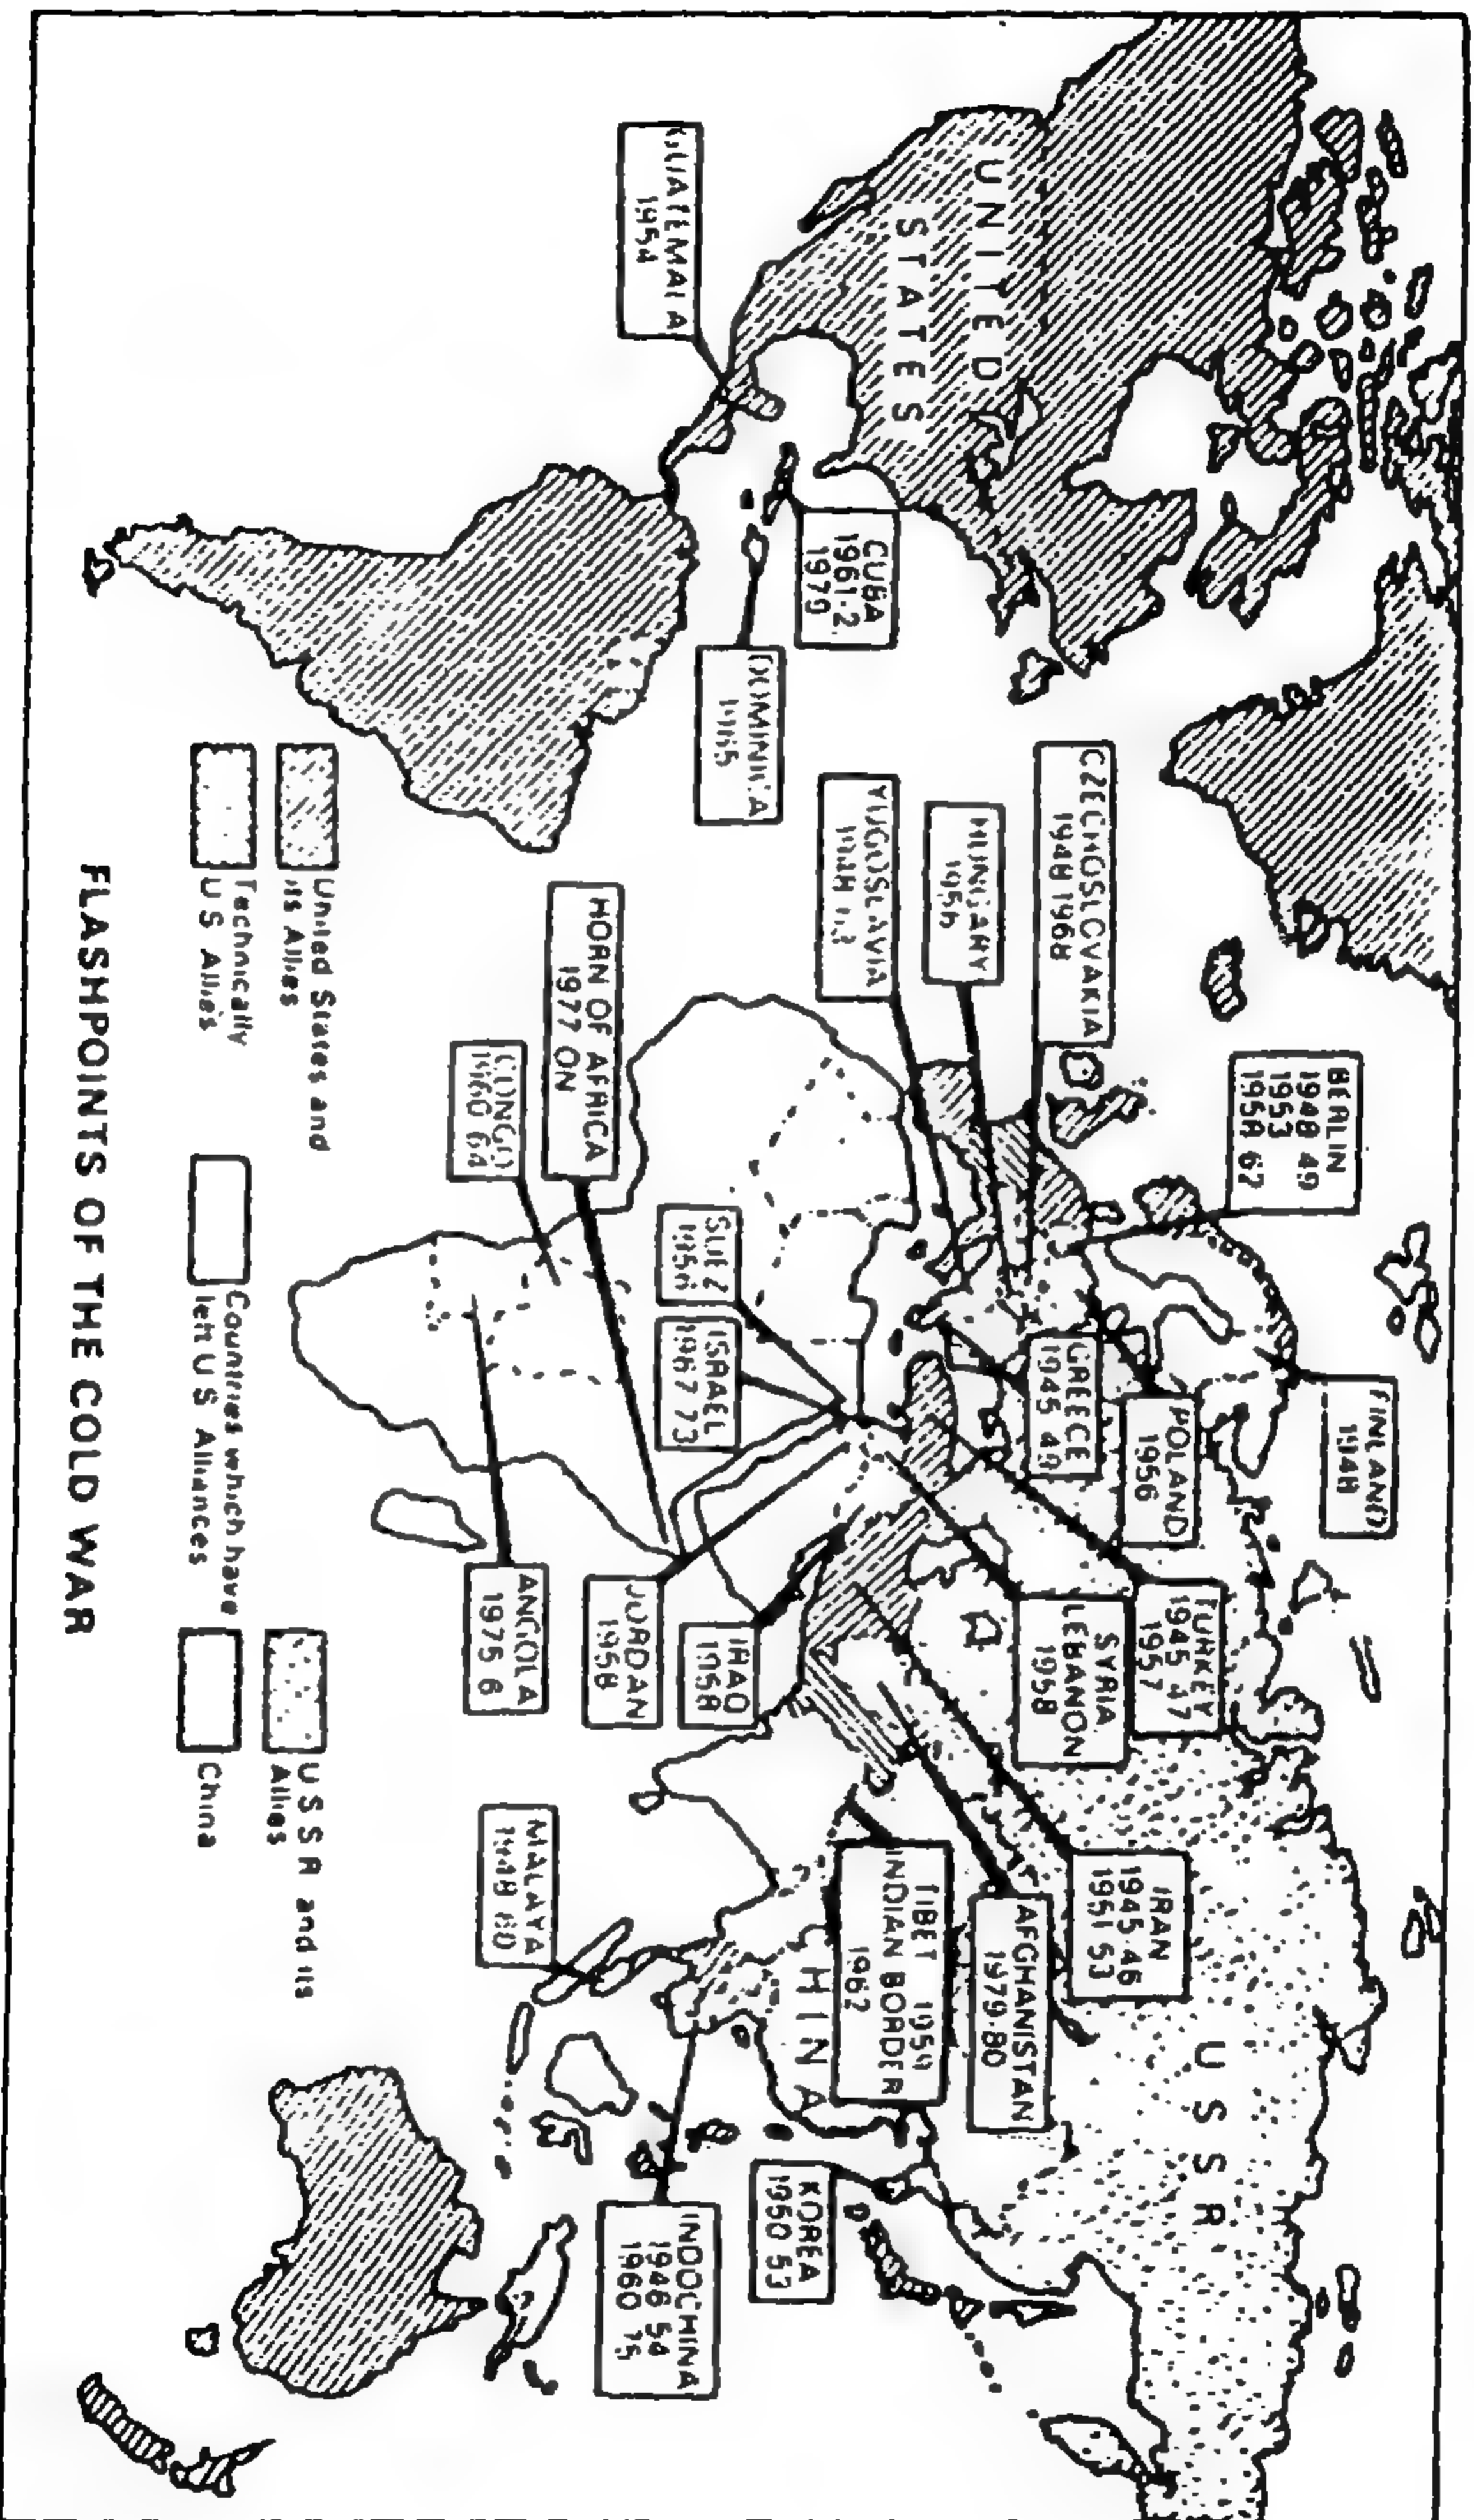 UNITED
STATES
GUATEMALA
1954
CUBA
1961-2
1979
DOMINICA
1965
CZECHOSLOVAKIA
1948 1968
HUNGARY
1956
YUGOSLAVIA
HORN OF AFRICA
1977 ON
CONGO
1960 64
BERLIN
1948 49
1953
1958 62
FINLAND
1948
POLAND
1956
GREECE
1945 49
SUEZ
1956
ISRAEL
1967 73
TURKEY
1945 47
1957
SYRIA
LEBANON
1958
IRAQ
1958
JORDAN
1958
ANGOLA
1975 6
IRAN
1945-46
1951 53
AFGHANISTAN
1979-80
TIBET 1959
INDIAN BORDER
1962
MALAYA
U S S R
CHINA
KOREA
1950 53
INDOCHINA
1946 54
1960 75
United States and
its Allies
Technically
U S Allies
Countries which have
left U S Alliances
U S S R and its
Allies
China
FLASHPOINTS OF THE COLD WAR